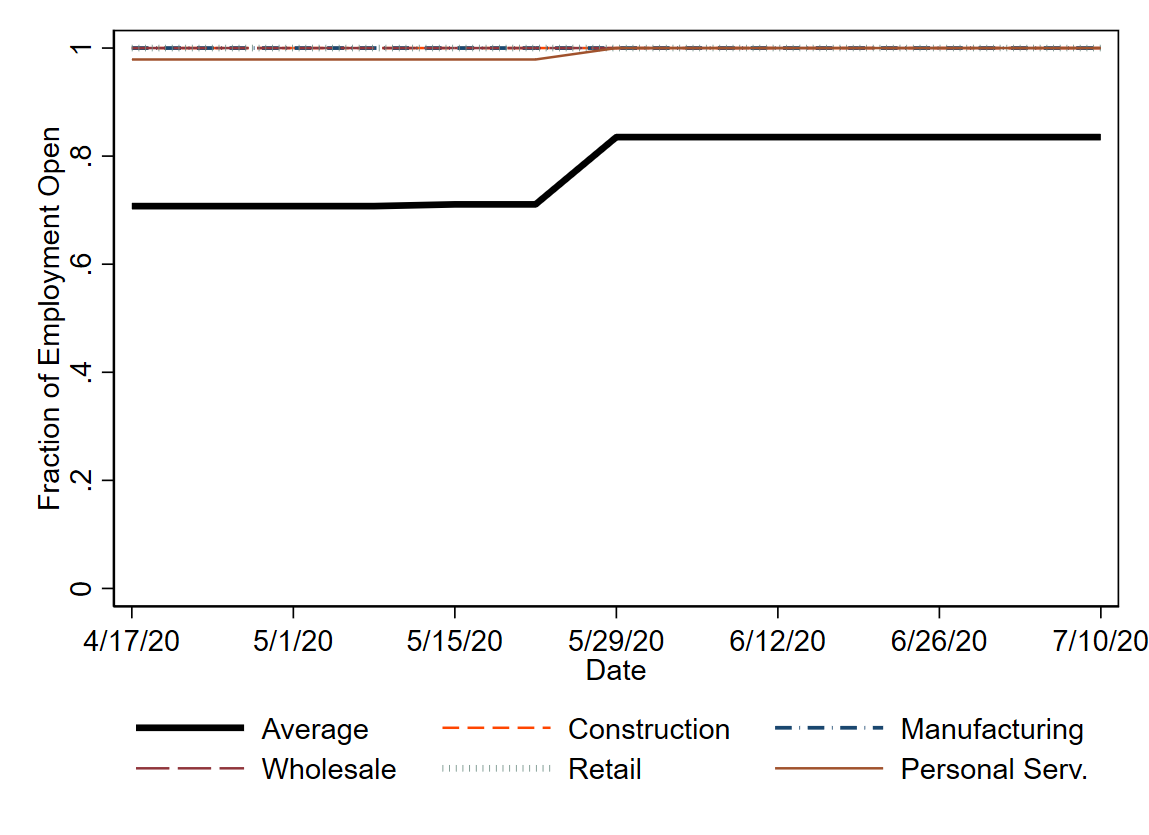 Fraction of Employment Open
1
.8
.6
.4
.2
0
4/17/20 5/1/20 5/15/20 5/29/20 6/12/20 6/26/20 7/10/20
Date
Average Construction Manufacturing
Wholesale Retail Personal Serv.